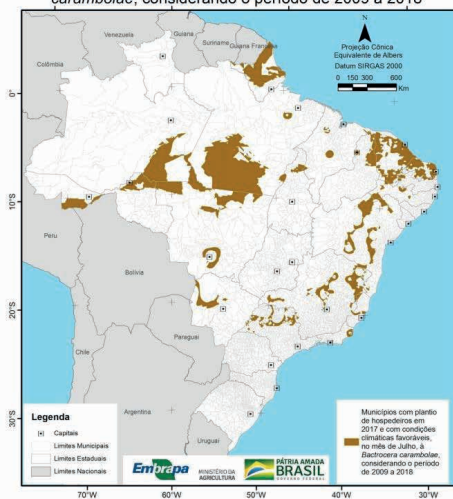 carambolae, considerando o período de 2009 a 2018
Guiana
Venezuela
Suriname
Guiana Francesa
Colômbia
N
Projeção Cônica
Equivalente de Albers
Datum SIRGAS 2000
0 150 300 600
Km
0°
10°S
20°S
30°S
Peru
Bolívia
Paraguai
Chile
Argentina
Uruguai
Legenda
Capitais
Limites Municipais
Limites Estaduais
Limites Nacionais
Embrapa
MINISTÉRIO DA
AGRICULTURA
PÁTRIA AMADA
BRASIL
GOVERNO FEDERAL
Municípios com plantio
de hospedeiros em
2017 e com condições
climáticas favoráveis,
no mês de Julho, à
Bactrocera carambolae,
considerando o período
de 2009 a 2018
70°W 60°W 50°W 40°W